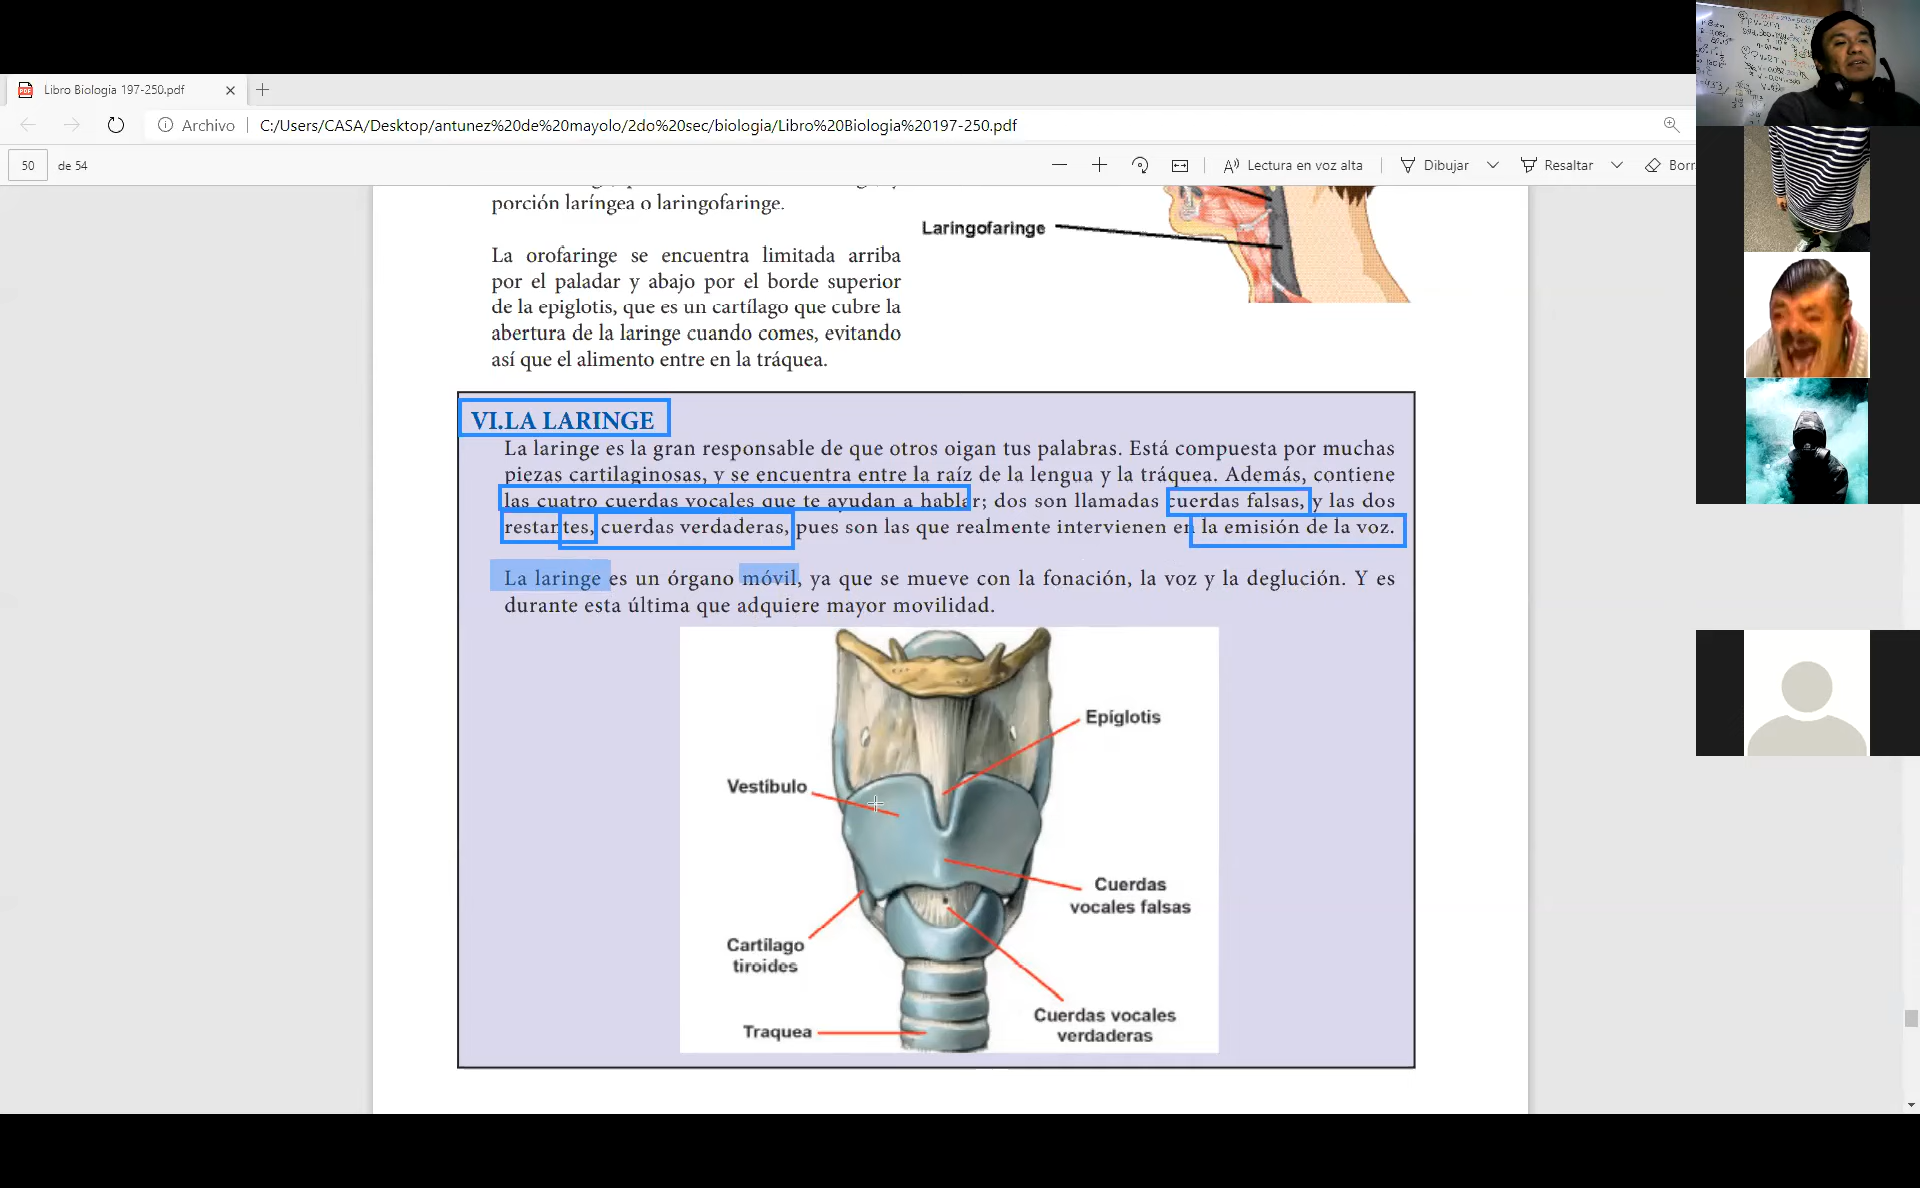 Libro Biologia 197-250.pdf
Archivo
C:/Users/CASA/Desktop/antunez%20de%20mayolo/2do%20sec/biologia/Libro%20Biologia%20197-250.pdf
50 de 54
Lectura en voz alta
Dibujar
Resaltar
Borr
porción laríngea o laringofaringe.
Laringofaringe
La orofaringe se encuentra limitada arriba
por el paladar y abajo por el borde superior
de la epiglotis, que es un cartílago que cubre la
abertura de la laringe cuando comes, evitando
así que el alimento entre en la tráquea.
VI.LA LARINGE
La laringe es la gran responsable de que otros oigan tus palabras. Está compuesta por muchas
piezas cartilaginosas, y se encuentra entre la raíz de la lengua y la tráquea. Además, contiene
las cuatro cuerdas vocales que te ayudan a hablar; dos son llamadas cuerdas falsas, y las dos
restantes, cuerdas verdaderas, pues son las que realmente intervienen en la emisión de la voz.
La laringe es un órgano móvil, ya que se mueve con la fonación, la voz y la deglución. Y es
durante esta última que adquiere mayor movilidad.
Epíglotis
Vestíbulo
Cuerdas
vocales falsas
Cartílago
tiroides
Cuerdas vocales
verdaderas
Traquea